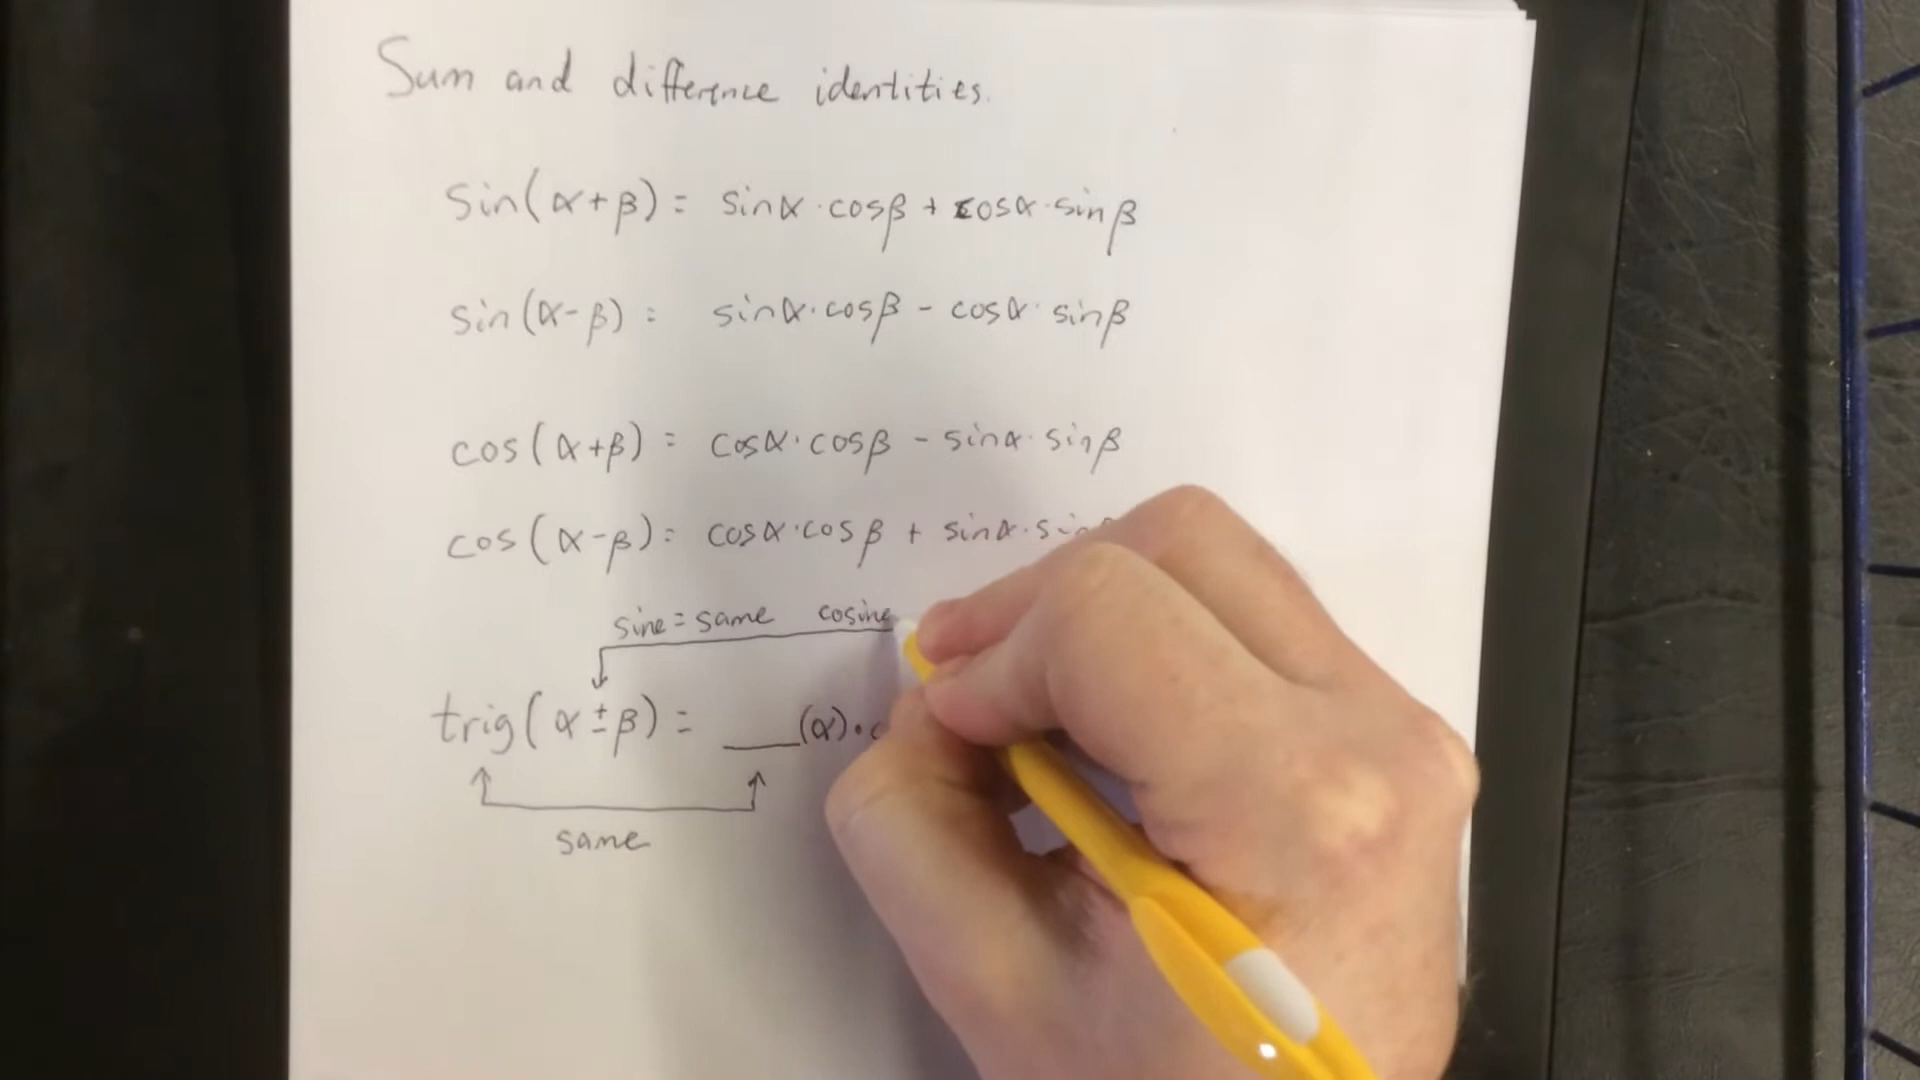 Sum and difference identities.
sin(α+β) = sinα·cosβ + cosα·sinβ
sin(α-β) = sinα·cosβ - cosα·sinβ
cos(α+β) = cosα·cosβ - sinα·sinβ
cos(α-β) = cosα·cosβ + sinα·sin
sine = same cosine
trig(α±β) = ___(α)·
same